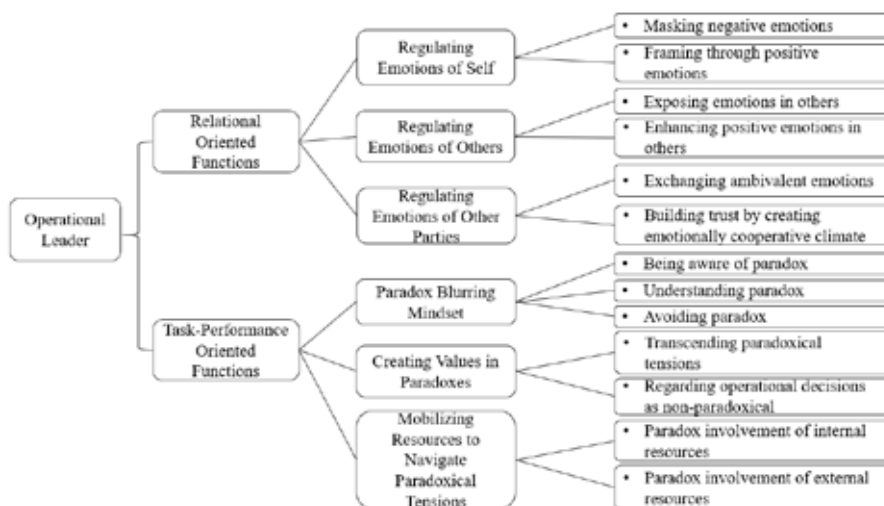 Operational
Leader
Relational
Oriented
Functions
Task-Performance
Oriented
Functions
Regulating
Emotions of Self
Regulating
Emotions of Others
Regulating
Emotions of Other
Parties
Paradox Blurring
Mindset
Creating Values in
Paradoxes
Mobilizing
Resources to
Navigate
Paradoxical
Tensions
• Masking negative emotions
• Framing through positive
emotions
• Exposing emotions in others
• Enhancing positive emotions in
others
• Exchanging ambivalent emotions
• Building trust by creating
emotionally cooperative climate
• Being aware of paradox
• Understanding paradox
• Avoiding paradox
• Transcending paradoxical
tensions
• Regarding operational decisions
as non-paradoxical
• Paradox involvement of internal
resources
• Paradox involvement of external
resources